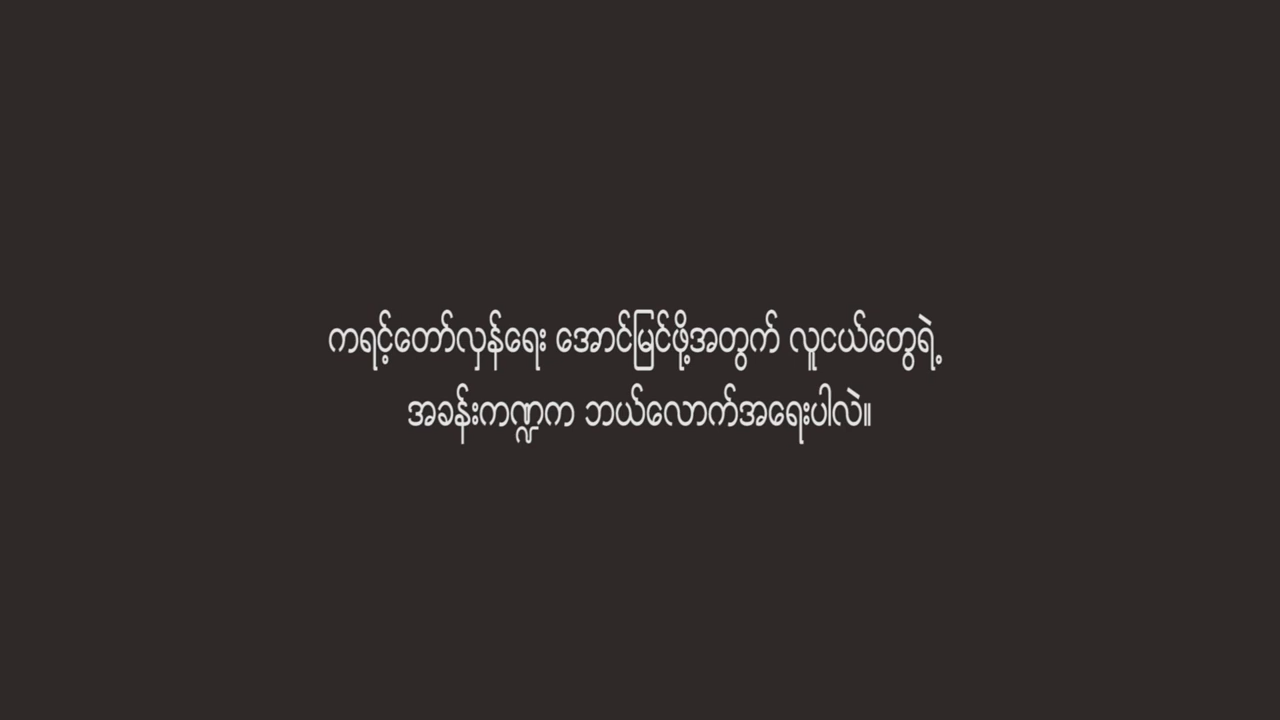 ကရင့်တော်လှန်ရေး အောင်မြင်ဖို့အတွက် လူငယ်တွေရဲ့
အခန်းကဏ္ဍက ဘယ်လောက်အရေးပါလဲ။